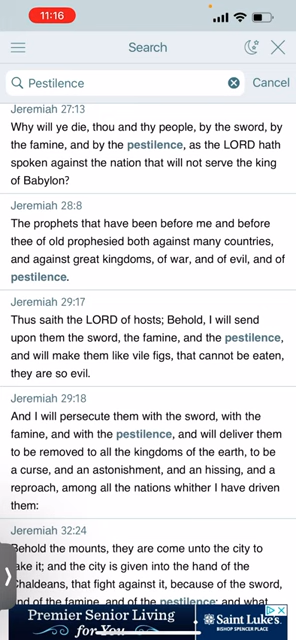 11:16
Search
Pestilence
Cancel
Jeremiah 27:13
Why will ye die, thou and thy people, by the sword, by
the famine, and by the pestilence, as the LORD hath
spoken against the nation that will not serve the king
of Babylon?
Jeremiah 28:8
The prophets that have been before me and before
thee of old prophesied both against many countries,
and against great kingdoms, of war, and of evil, and of
pestilence.
Jeremiah 29:17
Thus saith the LORD of hosts; Behold, I will send
upon them the sword, the famine, and the pestilence,
and will make them like vile figs, that cannot be eaten,
they are so evil.
Jeremiah 29:18
And I will persecute them with the sword, with the
famine, and with the pestilence, and will deliver them
to be removed to all the kingdoms of the earth, to be
a curse, and an astonishment, and an hissing, and a
reproach, among all the nations whither I have driven
them:
Jeremiah 32:24
Behold the mounts, they are come unto the city to
take it; and the city is given into the hand of the
Chaldeans, that fight against it, because of the sword,
and of the famine, and of the pestilence: and what
Premier Senior Living
for You
Saint Luke's
BISHOP SPENCER PLACE